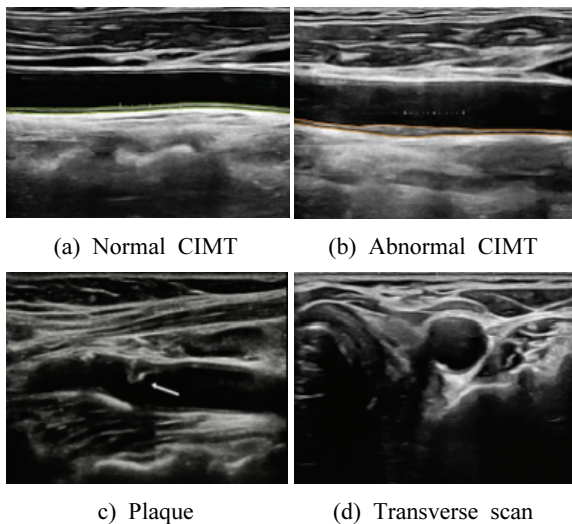 (a) Normal CIMT
(b) Abnormal CIMT
c) Plaque
(d) Transverse scan